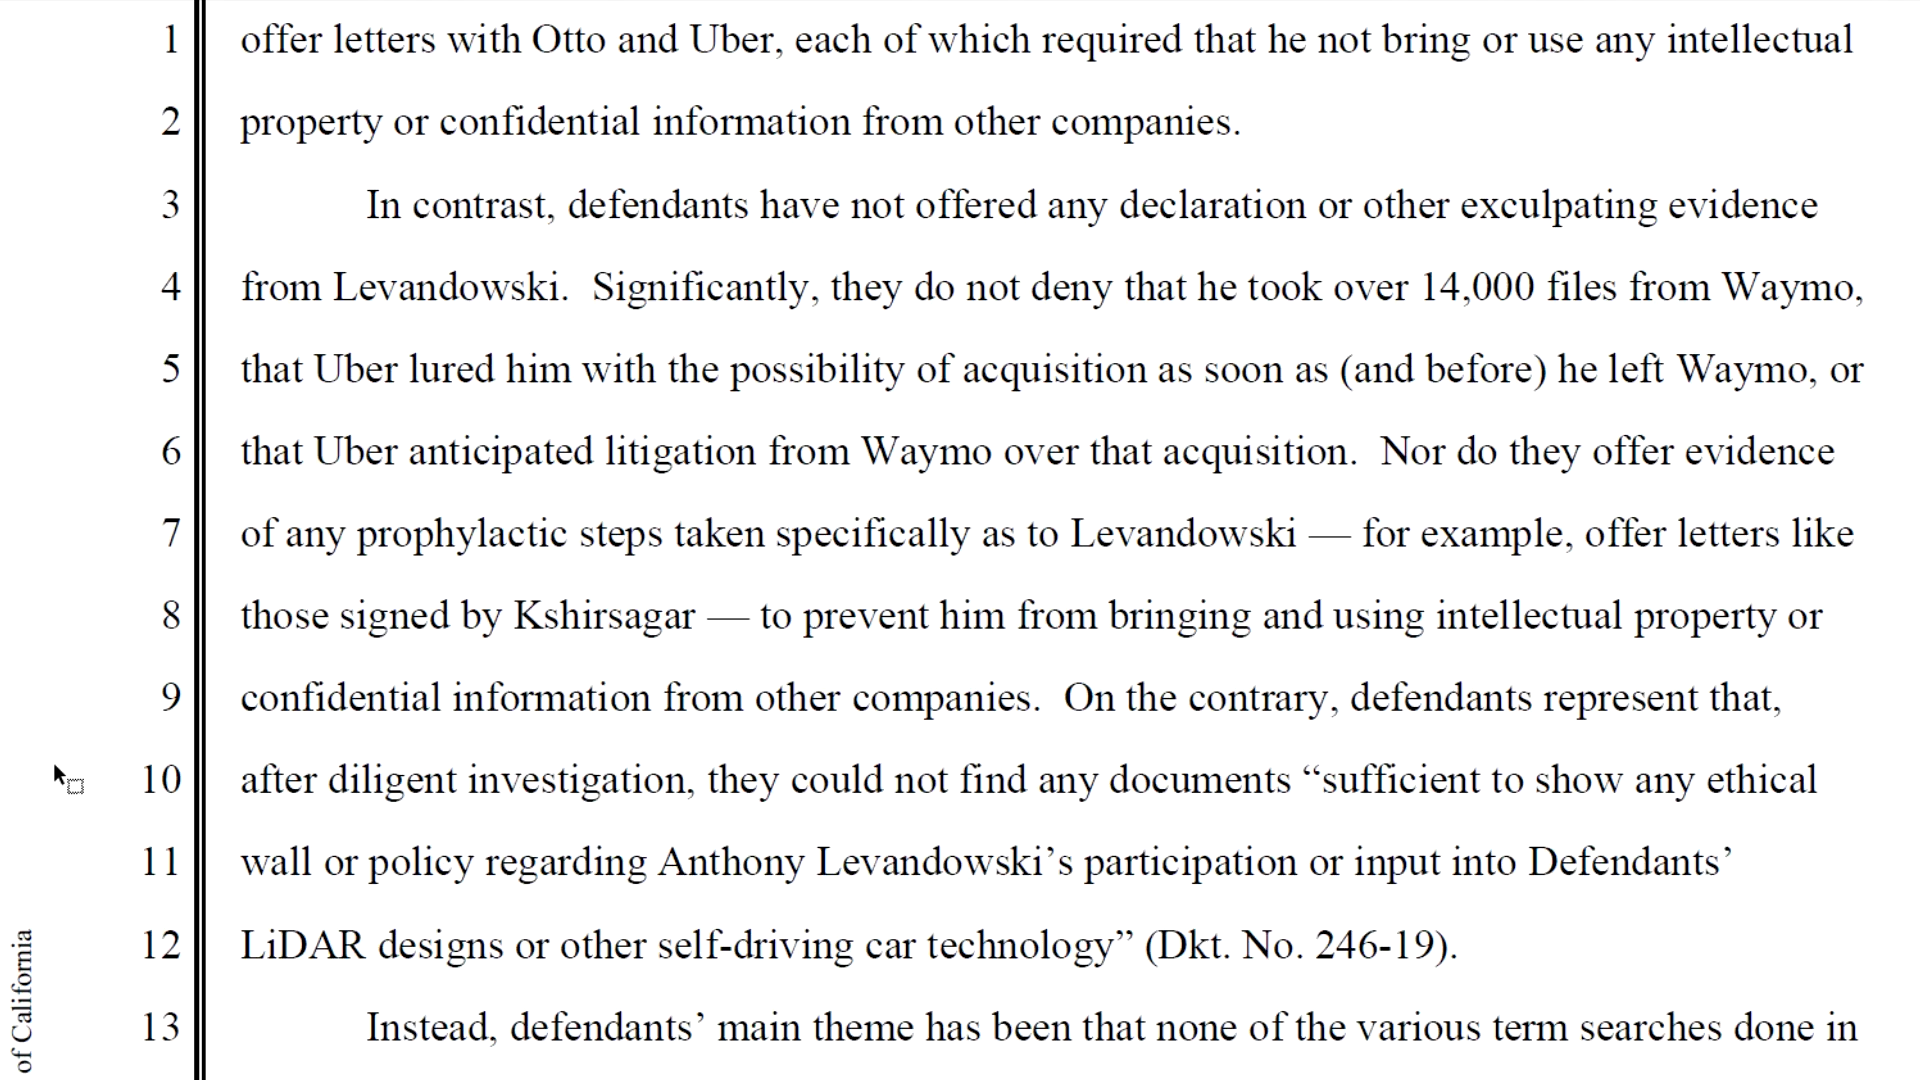 1 offer letters with Otto and Uber, each of which required that he not bring or use any intellectual
2 property or confidential information from other companies.
3 In contrast, defendants have not offered any declaration or other exculpating evidence
4 from Levandowski.  Significantly, they do not deny that he took over 14,000 files from Waymo,
5 that Uber lured him with the possibility of acquisition as soon as (and before) he left Waymo, or
6 that Uber anticipated litigation from Waymo over that acquisition.  Nor do they offer evidence
7 of any prophylactic steps taken specifically as to Levandowski — for example, offer letters like
8 those signed by Kshirsagar — to prevent him from bringing and using intellectual property or
9 confidential information from other companies.  On the contrary, defendants represent that,
10 after diligent investigation, they could not find any documents “sufficient to show any ethical
11 wall or policy regarding Anthony Levandowski’s participation or input into Defendants’
12 LiDAR designs or other self-driving car technology” (Dkt. No. 246-19).
13 Instead, defendants’ main theme has been that none of the various term searches done in
of California